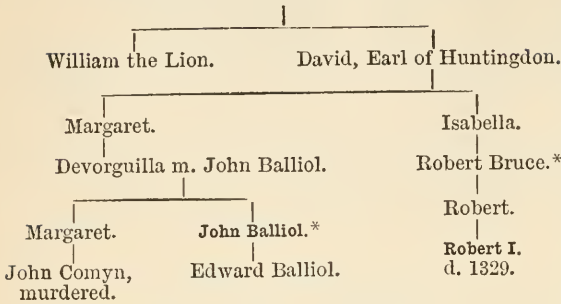 William the Lion. David, Earl of Huntingdon.
Margaret. Isabella.
Devorguilla m. John Balliol. Robert Bruce.*
Margaret. John Balliol.* Robert.
John Comyn, murdered. Edward Balliol. Robert I. d. 1329.